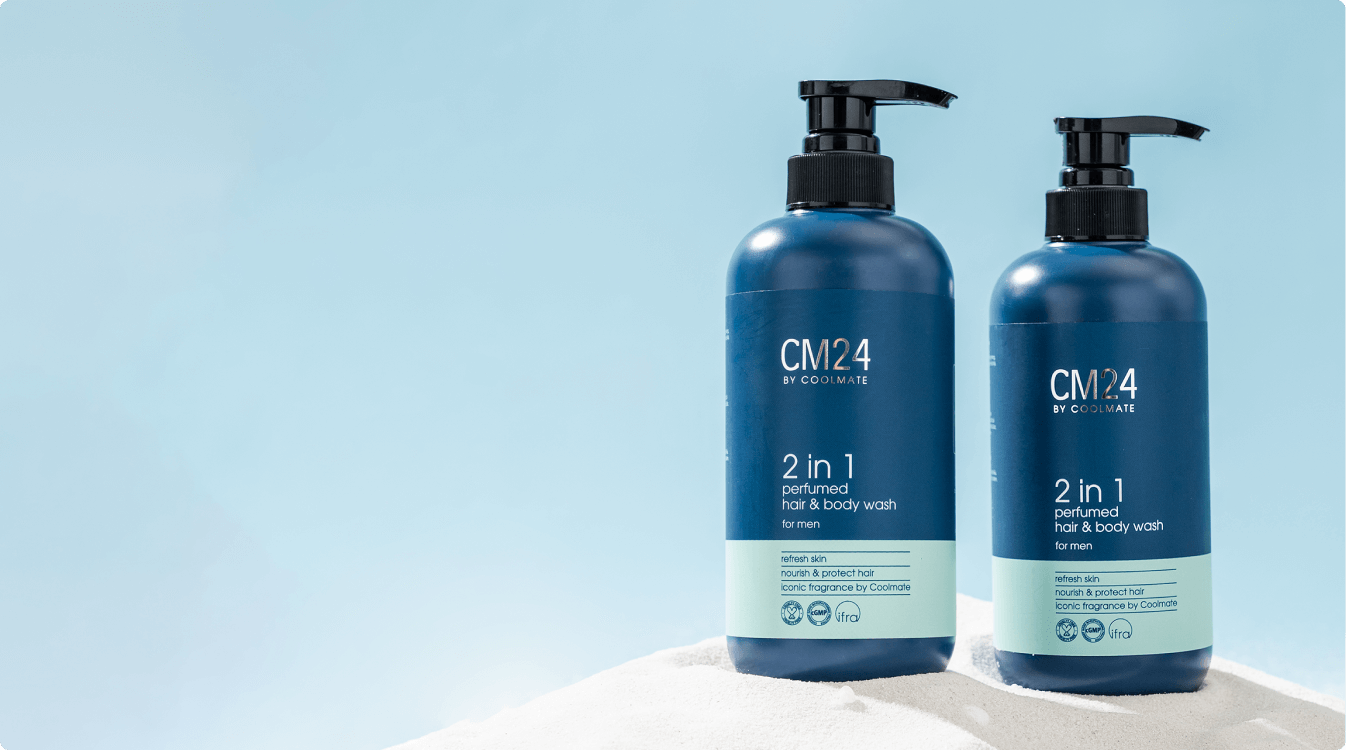 CM24
BY COOLMATE
2 in 1
perfumed
hair & body wash
for men
refresh skin
nourish & protect hair
iconic fragrance by Coolmate
cGMP
ifra
CM24
BY COOLMATE
2 in 1
perfumed
hair & body wash
for men
refresh skin
nourish & protect hair
iconic fragrance by Coolmate
cGMP
ifra